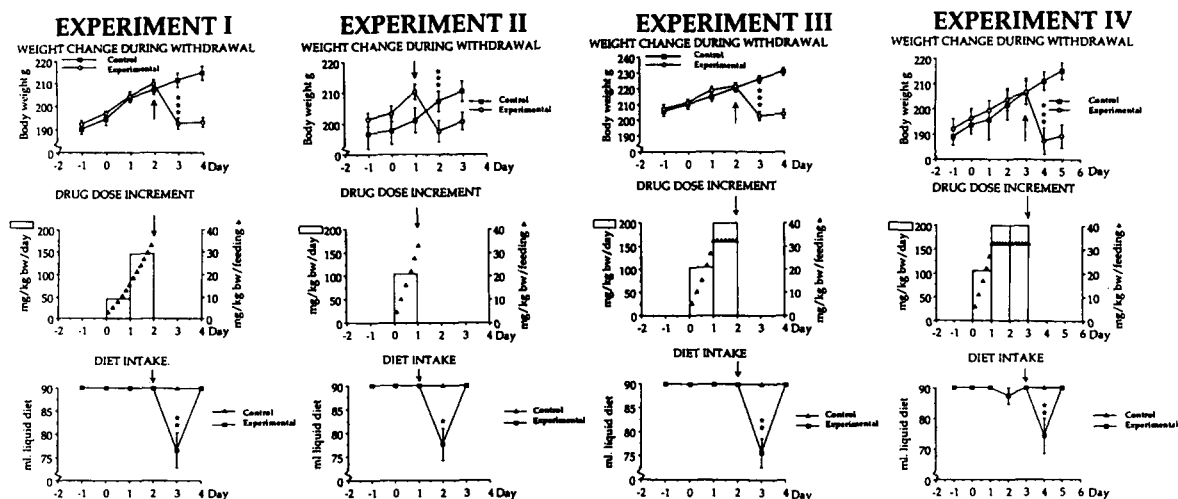 EXPERIMENT I
WEIGHT CHANGE DURING WITHDRAWAL
Control
Experimental
Body weight g
210
200
190
0
-2 -1 0 1 2 3 4 Day
DRUG DOSE INCREMENT
mg/kg bw/day
200
150
100
50
0
mg/kg bw/feeding
40
30
20
10
0
-2 -1 0 1 2 3 4 Day
DIET INTAKE.
ml. liquid diet
90
85
80
75
0
Control
Experimental
-2 -1 0 1 2 3 4 Day
EXPERIMENT II
WEIGHT CHANGE DURING WITHDRAWAL
Body weight g
220
210
200
0
Control
Experimental
-2 -1 0 1 2 3 4 Day
DRUG DOSE INCREMENT
mg/kg bw/day
200
150
100
50
0
mg/kg bw/feeding
40
30
20
10
0
-2 -1 0 1 2 3 4 Day
DIET INTAKE
ml liquid diet
90
85
80
75
0
Control
Experimental
-2 -1 0 1 2 3 4 Day
EXPERIMENT III
WEIGHT CHANGE DURING WITHDRAWAL
Control
Experimental
Body weight g
240
230
220
210
200
190
0
-2 -1 0 1 2 3 4 Day
DRUG DOSE INCREMENT
mg/kg bw/day
200
150
100
50
0
mg/kg bw/feeding
40
30
20
10
0
-2 -1 0 1 2 3 4 Day
DIET INTAKE
ml. liquid diet
90
85
80
75
0
Control
Experimental
-2 -1 0 1 2 3 4 Day
EXPERIMENT IV
WEIGHT CHANGE DURING WITHDRAWAL
Body weight g
220
210
200
190
0
Control
Experimental
-2 -1 0 1 2 3 4 5 6
Day
DRUG DOSE INCREMENT
mg/kg bw/day
200
150
100
50
0
mg/kg bw/feeding
40
30
20
10
0
-2 -1 0 1 2 3 4 5 6
Day
DIET INTAKE
ml. liquid diet
90
85
80
75
0
Control
Experimental
-2 -1 0 1 2 3 4 5 6
Day